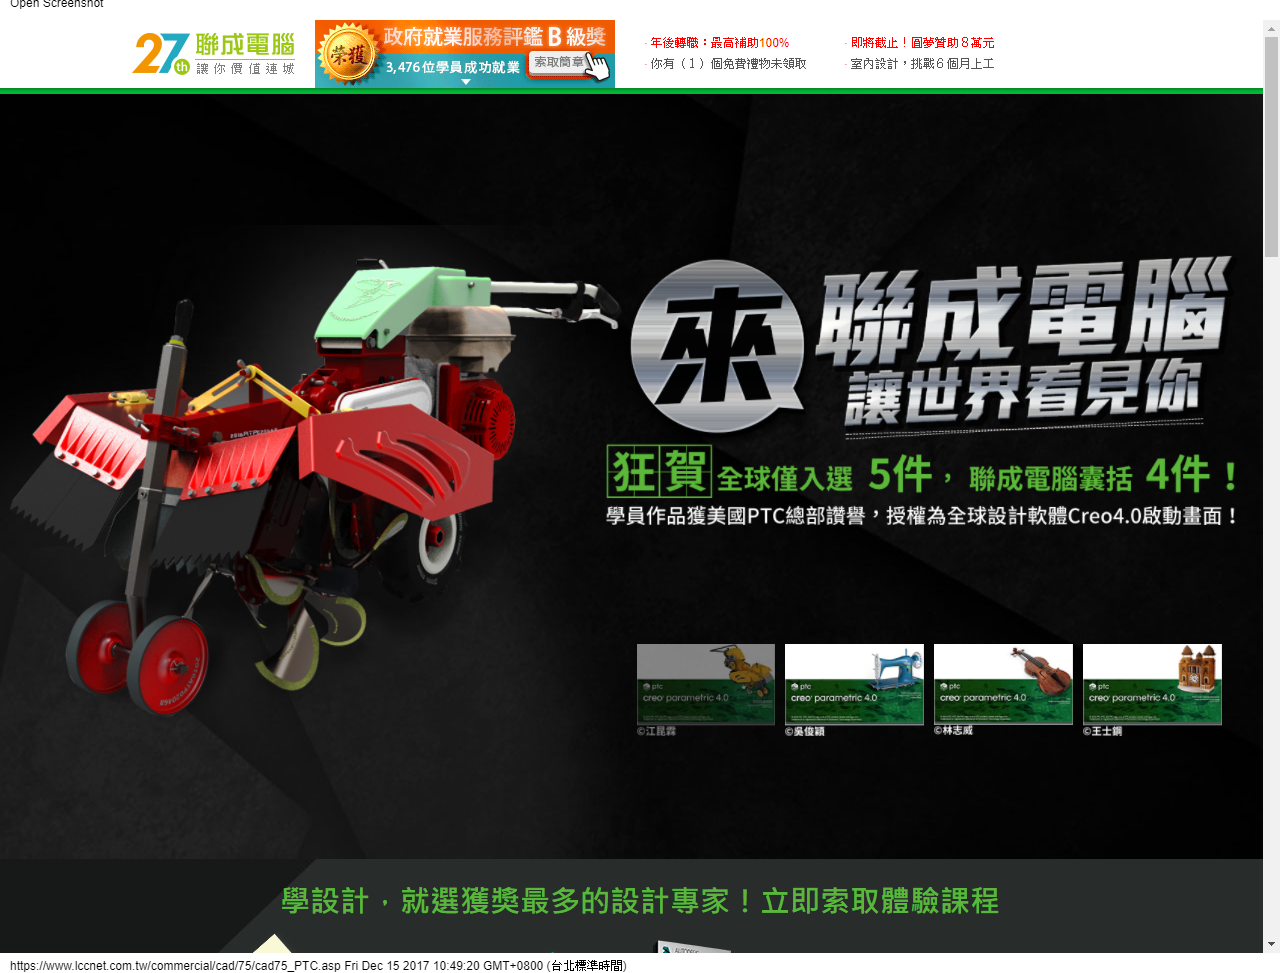 Open Screenshot
27th 聯成電腦
讓你價值連城
榮獲
政府就業服務評鑑B級獎
3,476位學員成功就業
索取簡章
· 年後轉職：最高補助100%
· 即將截止！圓夢贊助８萬元
· 你有（１）個免費禮物未領取
· 室內設計，挑戰６個月上工
來 聯成電腦
讓世界看見你
狂賀 全球僅入選 5件， 聯成電腦囊括 4件！
學員作品獲美國PTC總部讚譽，授權為全球設計軟體Creo4.0啟動畫面！
ptc
creo parametric 4.0
©江昆霖
ptc
creo parametric 4.0
©吳俊穎
ptc
creo parametric 4.0
©林志威
ptc
creo parametric 4.0
©王士鋼
學設計，就選獲獎最多的設計專家！立即索取體驗課程
https://www.lccnet.com.tw/commercial/cad/75/cad75_PTC.asp Fri Dec 15 2017 10:49:20 GMT+0800 (台北標準時間)